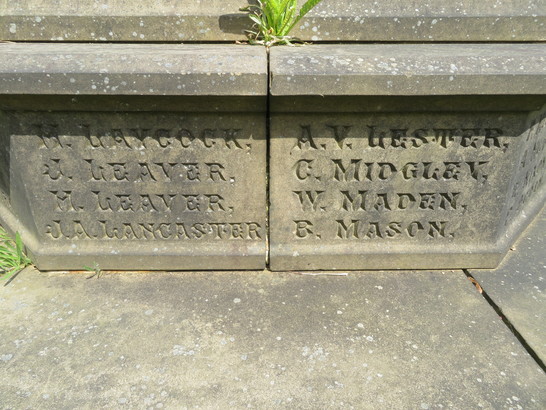 H. LAYCOCK.
J. LEAVER.
H. LEAVER.
J.A. LANCASTER
A.V. LESTER.
C. MIDGLEY.
W. MADEN.
B. MASON.